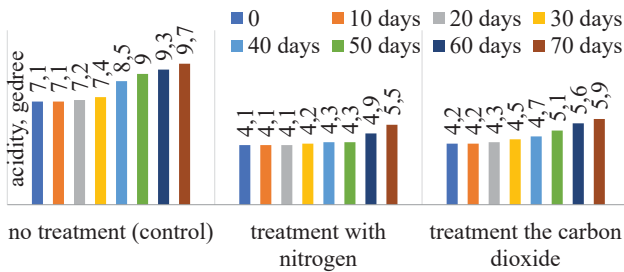 0 10 days 20 days 30 days
40 days 50 days 60 days 70 days
acidity, gedree
7,1 7,1 7,2 7,4 8,5 9 9,3 9,7
4,1 4,1 4,1 4,2 4,3 4,3 4,9 5,5
4,2 4,2 4,3 4,5 4,7 5,1 5,6 5,9
no treatment (control)
treatment with
nitrogen
treatment the carbon
dioxide